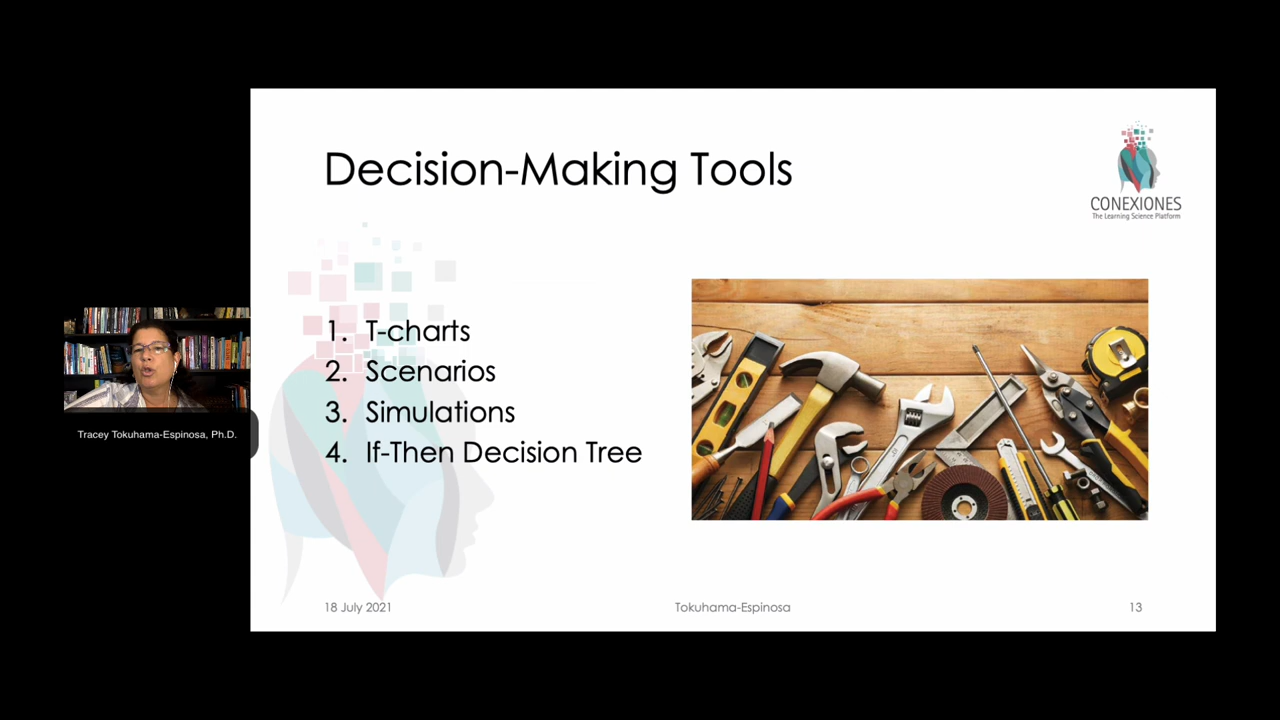 Decision-Making Tools
CONEXIONES
The Learning Science Platform
1. T-charts
2. Scenarios
3. Simulations
4. If-Then Decision Tree
Tracey Tokuhama-Espinosa, Ph.D.
18 July 2021
Tokuhama-Espinosa
13